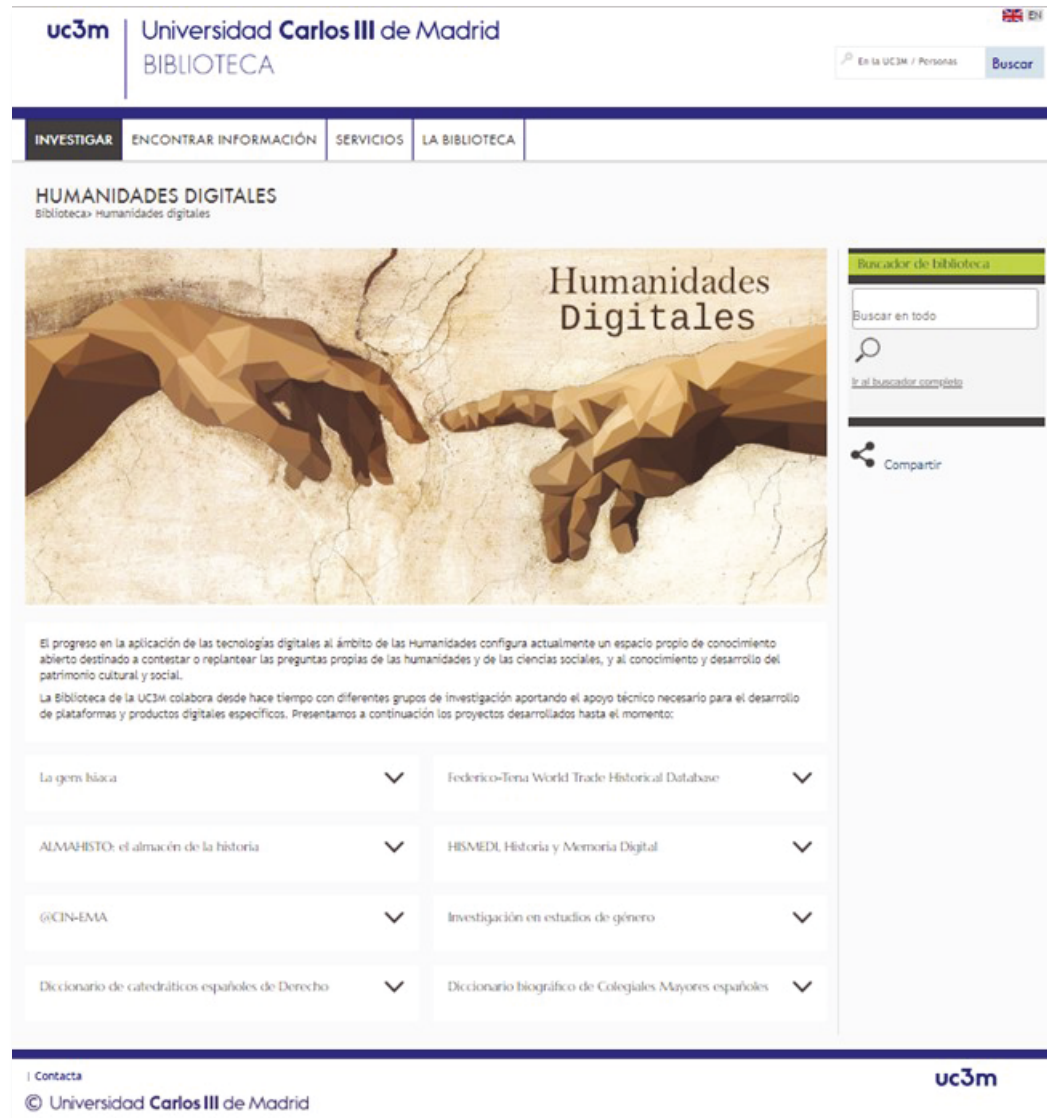 EN
uc3m
Universidad Carlos III de Madrid
BIBLIOTECA
En la UC3M / Personas
Buscar
INVESTIGAR
ENCONTRAR INFORMACIÓN
SERVICIOS
LA BIBLIOTECA
HUMANIDADES DIGITALES
Biblioteca> Humanidades digitales
Humanidades
Digitales
Buscador de biblioteca
Buscar en todo
Ir al buscador completo
Compartir
El progreso en la aplicación de las tecnologías digitales al ámbito de las Humanidades configura actualmente un espacio propio de conocimiento
abierto destinado a contestar o replantear las preguntas propias de las humanidades y de las ciencias sociales, y al conocimiento y desarrollo del
patrimonio cultural y social.
La Biblioteca de la UC3M colabora desde hace tiempo con diferentes grupos de investigación aportando el apoyo técnico necesario para el desarrollo
de plataformas y productos digitales específicos. Presentamos a continuación los proyectos desarrollados hasta el momento:
La gens Isiaca
Federico-Tena World Trade Historical Database
ALMAHISTO: el almacén de la historia
HISMEDI, Historia y Memoria Digital
@CIN-EMA
Investigación en estudios de género
Diccionario de catedráticos españoles de Derecho
Diccionario biográfico de Colegiales Mayores españoles
| Contacta
uc3m
© Universidad Carlos III de Madrid